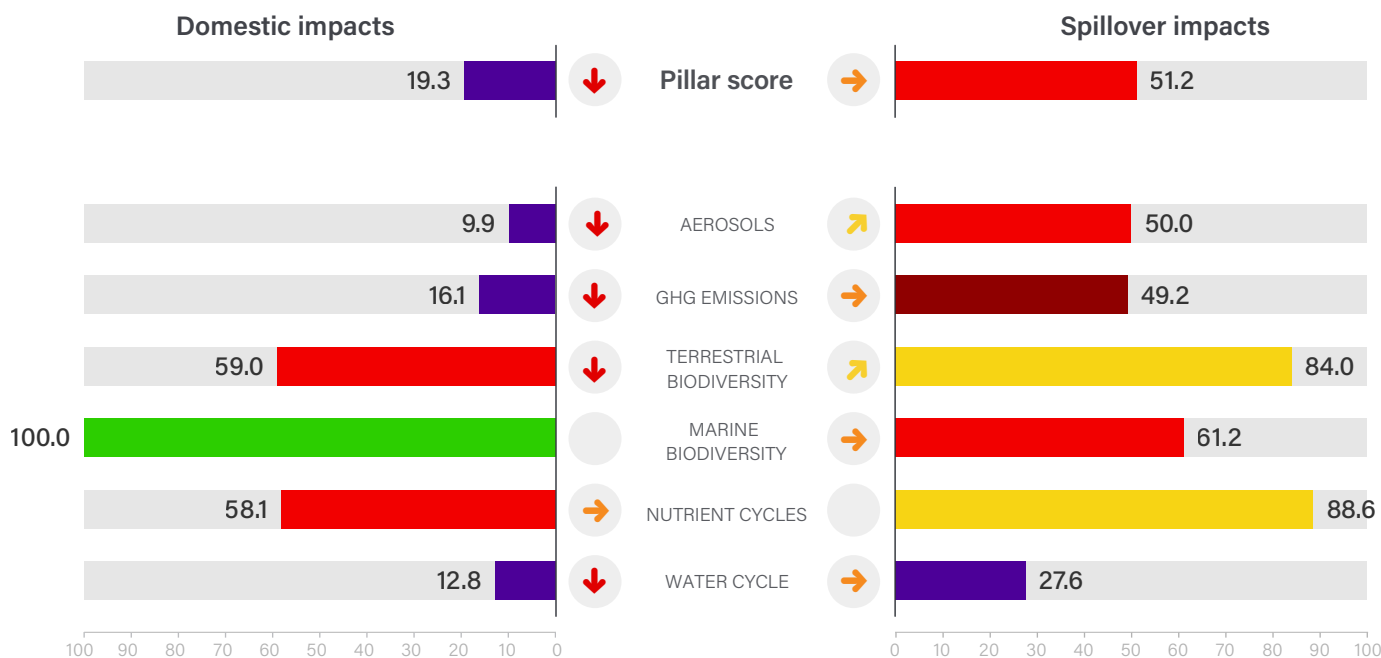 Domestic impacts
Spillover impacts
19.3
Pillar score
51.2
9.9
AEROSOLS
50.0
16.1
GHG EMISSIONS
49.2
59.0
TERRESTRIAL
BIODIVERSITY
84.0
100.0
MARINE
BIODIVERSITY
61.2
58.1
NUTRIENT CYCLES
88.6
12.8
WATER CYCLE
27.6
100 90 80 70 60 50 40 30 20 10 0
0 10 20 30 40 50 60 70 80 90 100